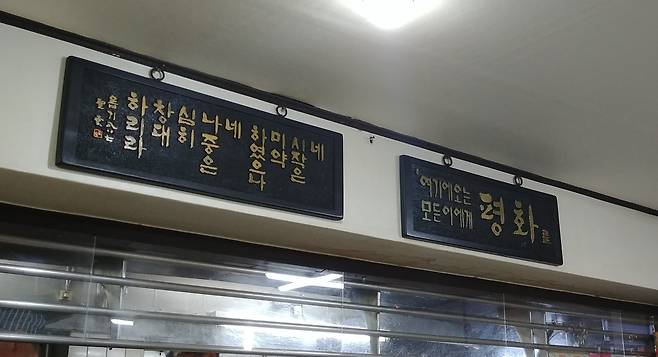 네
시작은
미약
하였으나
네
나중은
심히
창대
하리라
여기에오는
모든이에게
평화